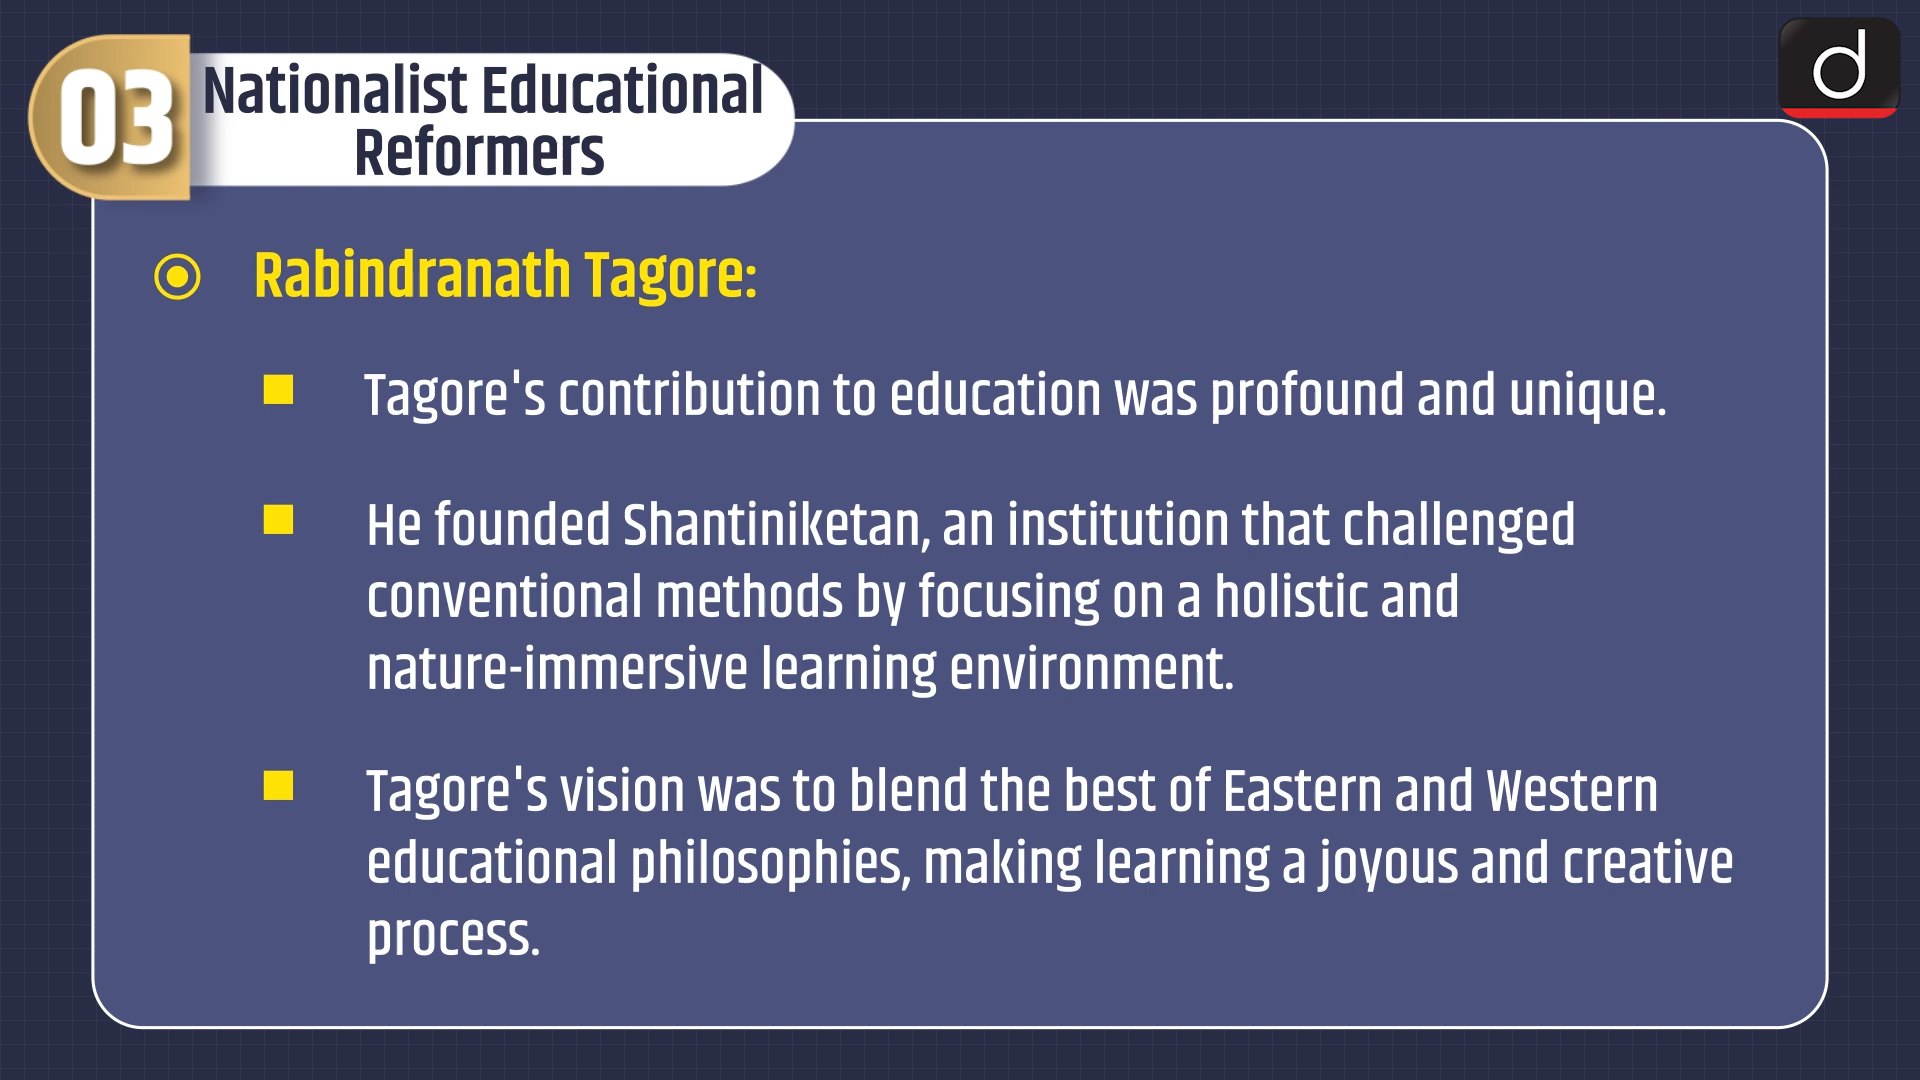 03
Nationalist Educational
Reformers
d
Rabindranath Tagore:
Tagore's contribution to education was profound and unique.
He founded Shantiniketan, an institution that challenged
conventional methods by focusing on a holistic and
nature-immersive learning environment.
Tagore's vision was to blend the best of Eastern and Western
educational philosophies, making learning a joyous and creative
process.